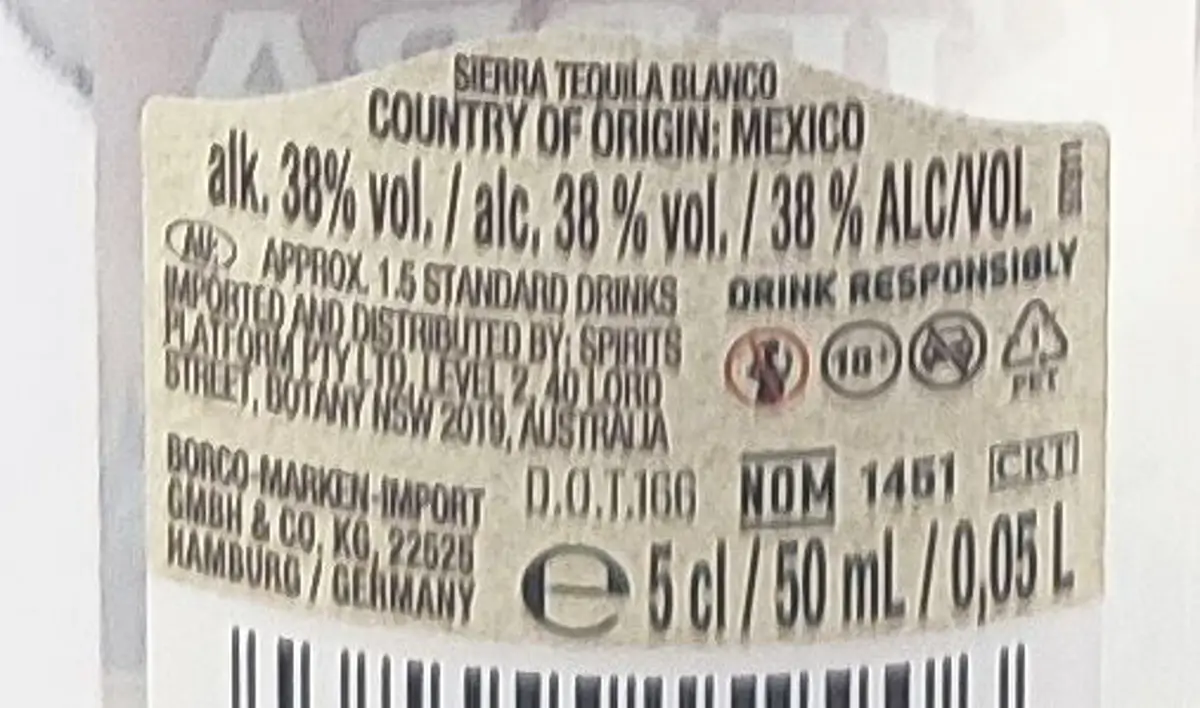 SIERRA TEQUILA BLANCO
COUNTRY OF ORIGIN: MEXICO
alk. 38% vol. / alc. 38 % vol. / 38 % ALC/VOL
AU: APPROX. 1.5 STANDARD DRINKS
IMPORTED AND DISTRIBUTED BY: SPIRITS
PLATFORM PTY LTD, LEVEL 2, 40 LORD
STREET, BOTANY NSW 2019, AUSTRALIA
DRINK RESPONSIBLY
18+
PET
BORCO-MARKEN-IMPORT
GMBH & CO. KG, 22525
HAMBURG / GERMANY
D.O.T.166
NOM 1451 CRT
e 5 cl / 50 mL / 0,05 L